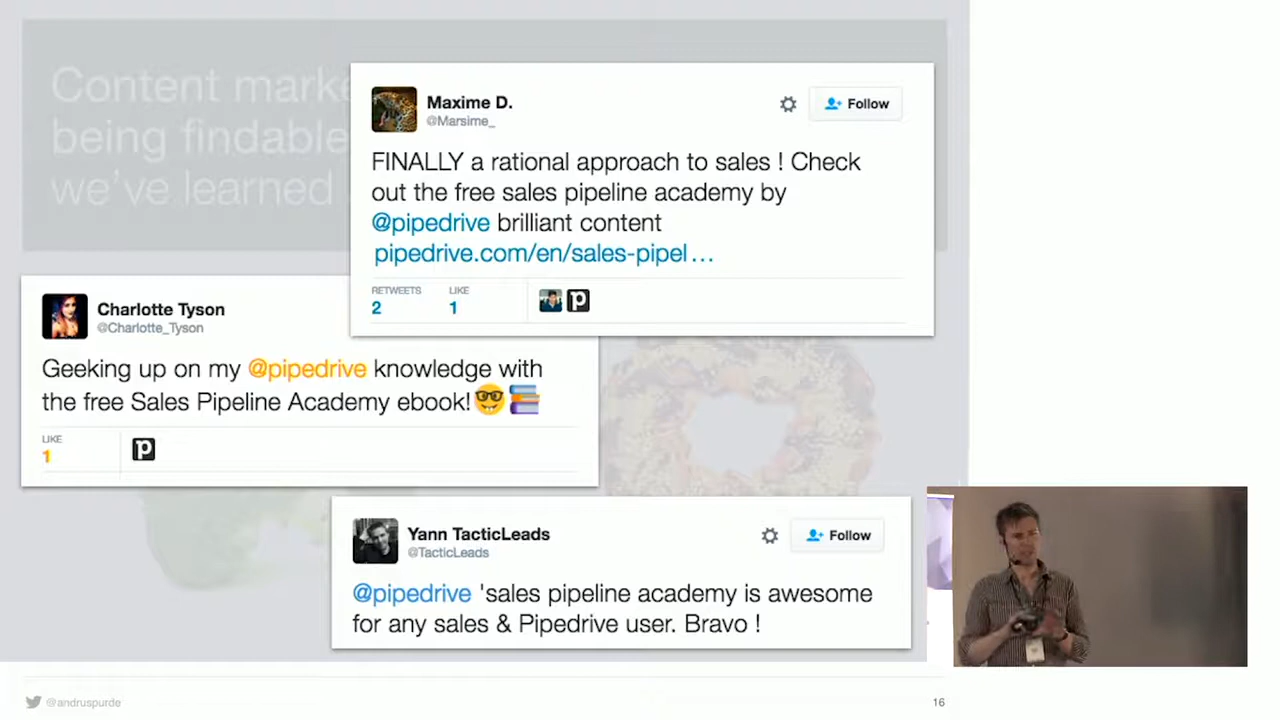 Content marke
being findable
we've learned
Maxime D.
@Marsime_
Follow
FINALLY a rational approach to sales ! Check
out the free sales pipeline academy by
@pipedrive brilliant content
pipedrive.com/en/sales-pipel…
RETWEETS LIKE
2 1
p
Charlotte Tyson
@Charlotte_Tyson
Geeking up on my @pipedrive knowledge with
the free Sales Pipeline Academy ebook!🤓📚
LIKE
1
p
Yann TacticLeads
@TacticLeads
Follow
@pipedrive 'sales pipeline academy is awesome
for any sales & Pipedrive user. Bravo !
@andruspurde
16